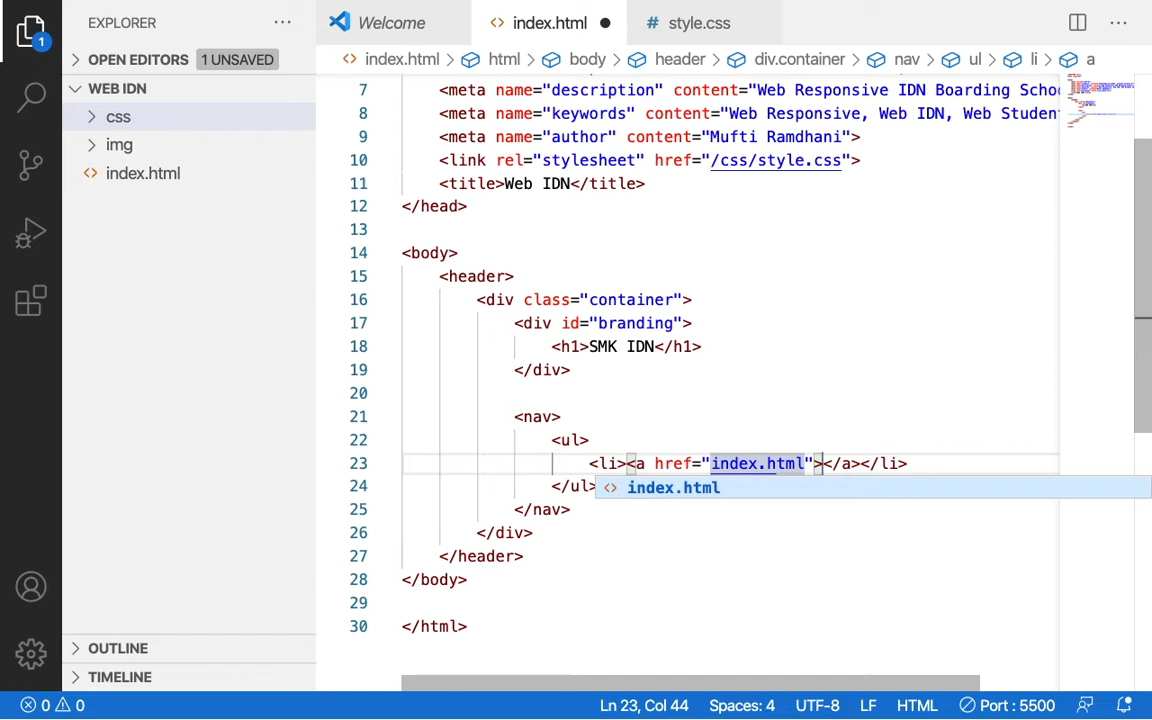 EXPLORER
Welcome
index.html
# style.css
OPEN EDITORS 1 UNSAVED
index.html html body header div.container nav ul li a
WEB IDN
css
img
index.html
7 <meta name="description" content="Web Responsive IDN Boarding Scho
8 <meta name="keywords" content="Web Responsive, Web IDN, Web Student
9 <meta name="author" content="Mufti Ramdhani">
10 <link rel="stylesheet" href="/css/style.css">
11 <title>Web IDN</title>
12 </head>
13
14 <body>
15 <header>
16 <div class="container">
17 <div id="branding">
18 <h1>SMK IDN</h1>
19 </div>
20
21 <nav>
22 <ul>
23 <li><a href="index.html"></a></li>
index.html
24 </ul>
25 </nav>
26 </div>
27 </header>
28 </body>
29
30 </html>
1
OUTLINE
TIMELINE
0 0
Ln 23, Col 44 Spaces: 4 UTF-8 LF HTML Port : 5500